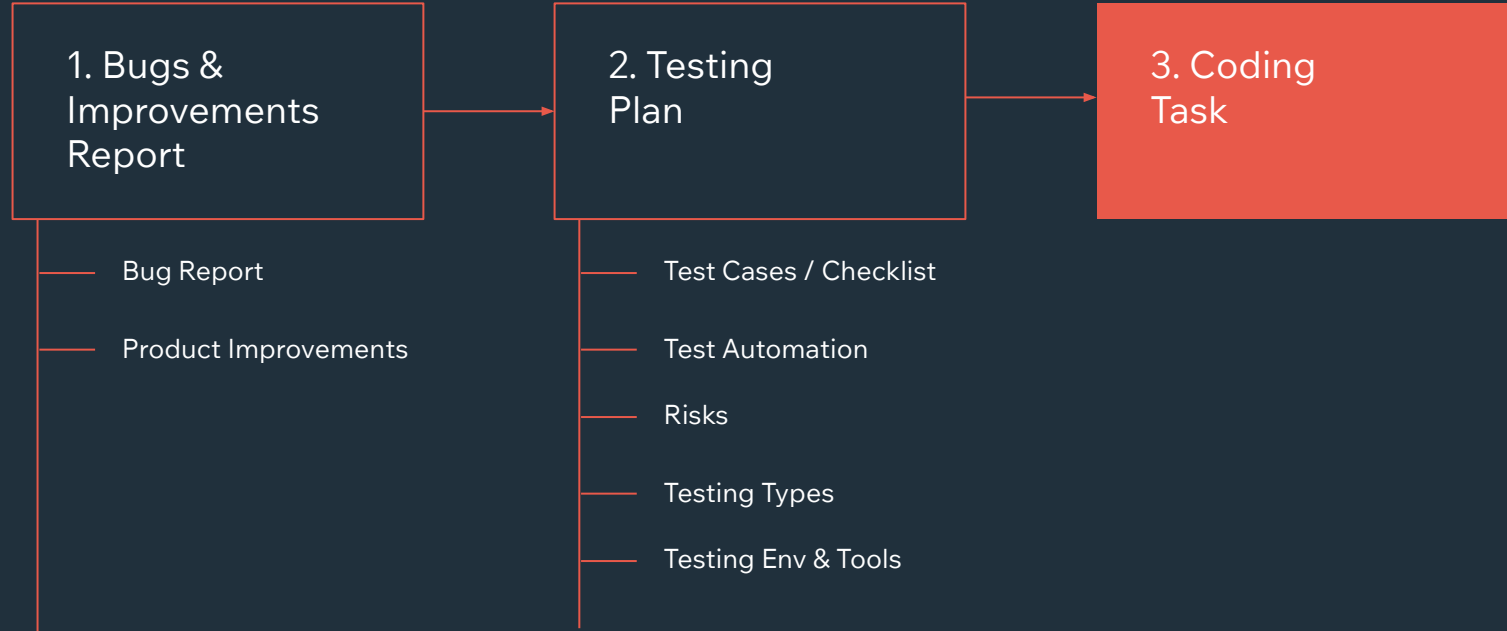 1. Bugs &
Improvements
Report
2. Testing
Plan
3. Coding
Task
Bug Report
Product Improvements
Test Cases / Checklist
Test Automation
Risks
Testing Types
Testing Env & Tools